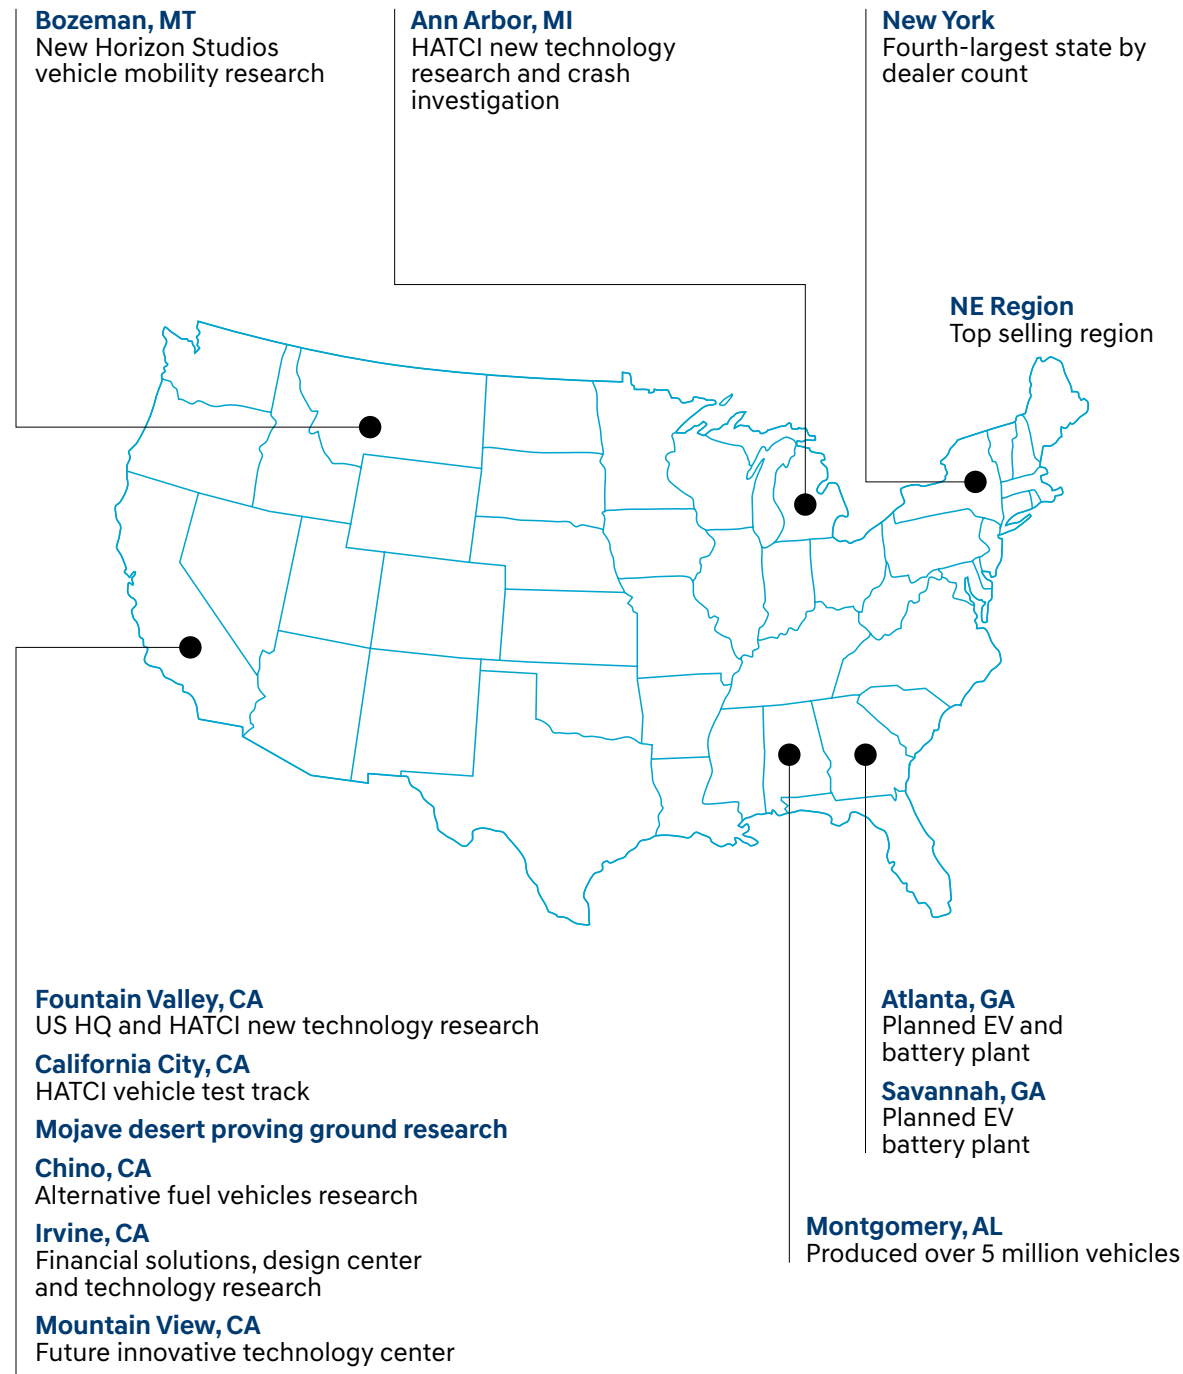 Bozeman, MT
New Horizon Studios
vehicle mobility research
Ann Arbor, MI
HATCI new technology
research and crash
investigation
New York
Fourth-largest state by
dealer count
NE Region
Top selling region
Fountain Valley, CA
US HQ and HATCI new technology research
California City, CA
HATCI vehicle test track
Mojave desert proving ground research
Chino, CA
Alternative fuel vehicles research
Irvine, CA
Financial solutions, design center
and technology research
Mountain View, CA
Future innovative technology center
Atlanta, GA
Planned EV and
battery plant
Savannah, GA
Planned EV
battery plant
Montgomery, AL
Produced over 5 million vehicles